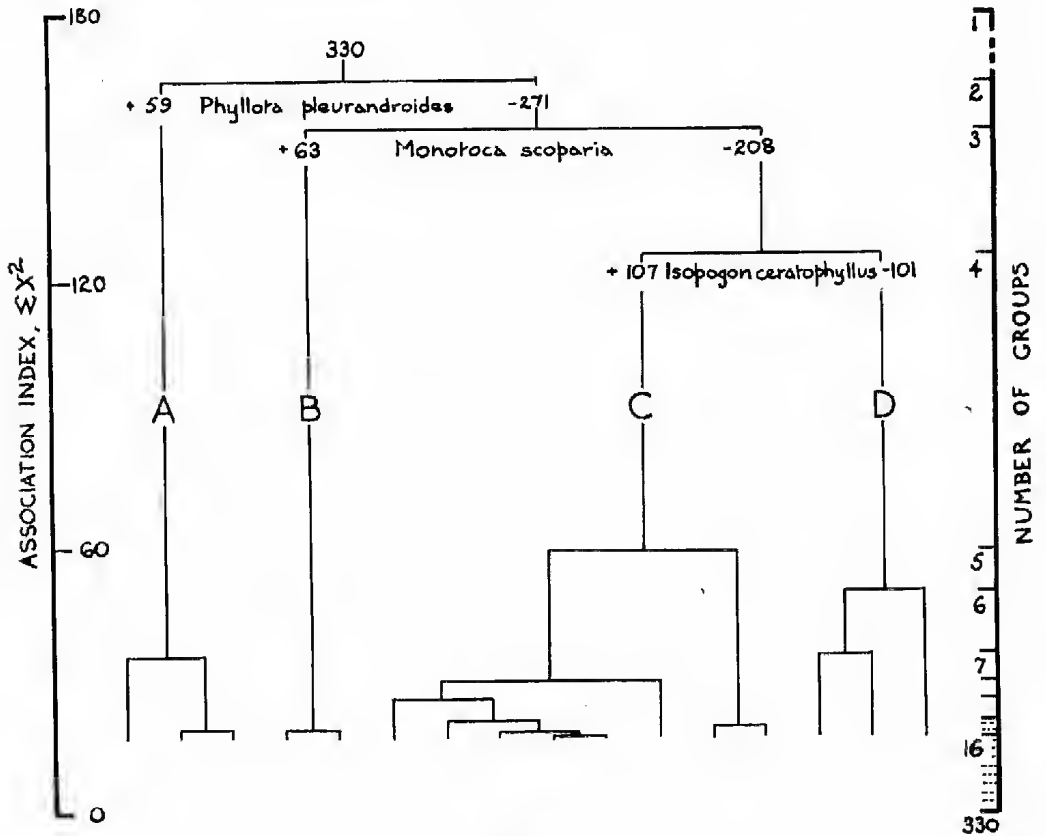 180
330
+ 59 Phyllota pleurandroides -271
+ 63 Monotoca scoparia -208
+ 107 Isopogon ceratophyllus -101
120
A B C D
60
0
ASSOCIATION INDEX, ΣX²
1
2
3
4
5
6
7
16
330
NUMBER OF GROUPS